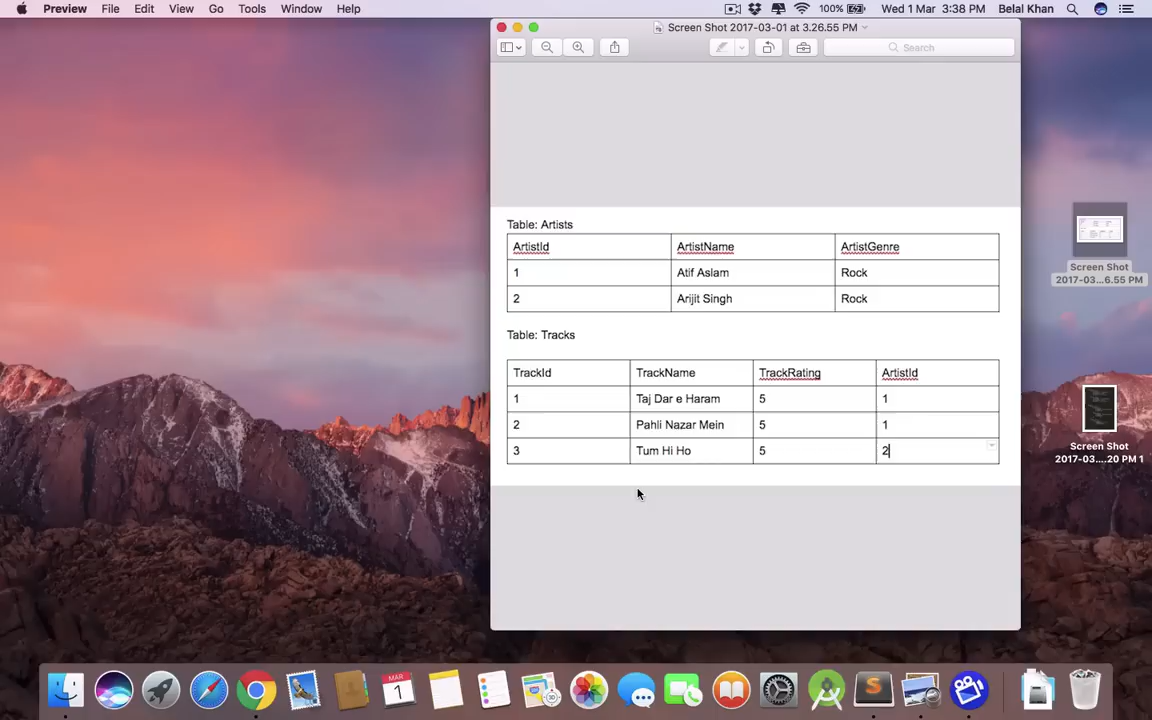 Preview File Edit View Go Tools Window Help 100% Wed 1 Mar 3:38 PM Belal Khan
Screen Shot 2017-03-01 at 3.26.55 PM
Search
Table: Artists
ArtistId ArtistName ArtistGenre
1 Atif Aslam Rock
2 Arijit Singh Rock
Table: Tracks
TrackId TrackName TrackRating ArtistId
1 Taj Dar e Haram 5 1
2 Pahli Nazar Mein 5 1
3 Tum Hi Ho 5 2
Screen Shot
2017-03...6.55 PM
Screen Shot
2017-03....20 PM 1
MAR
1